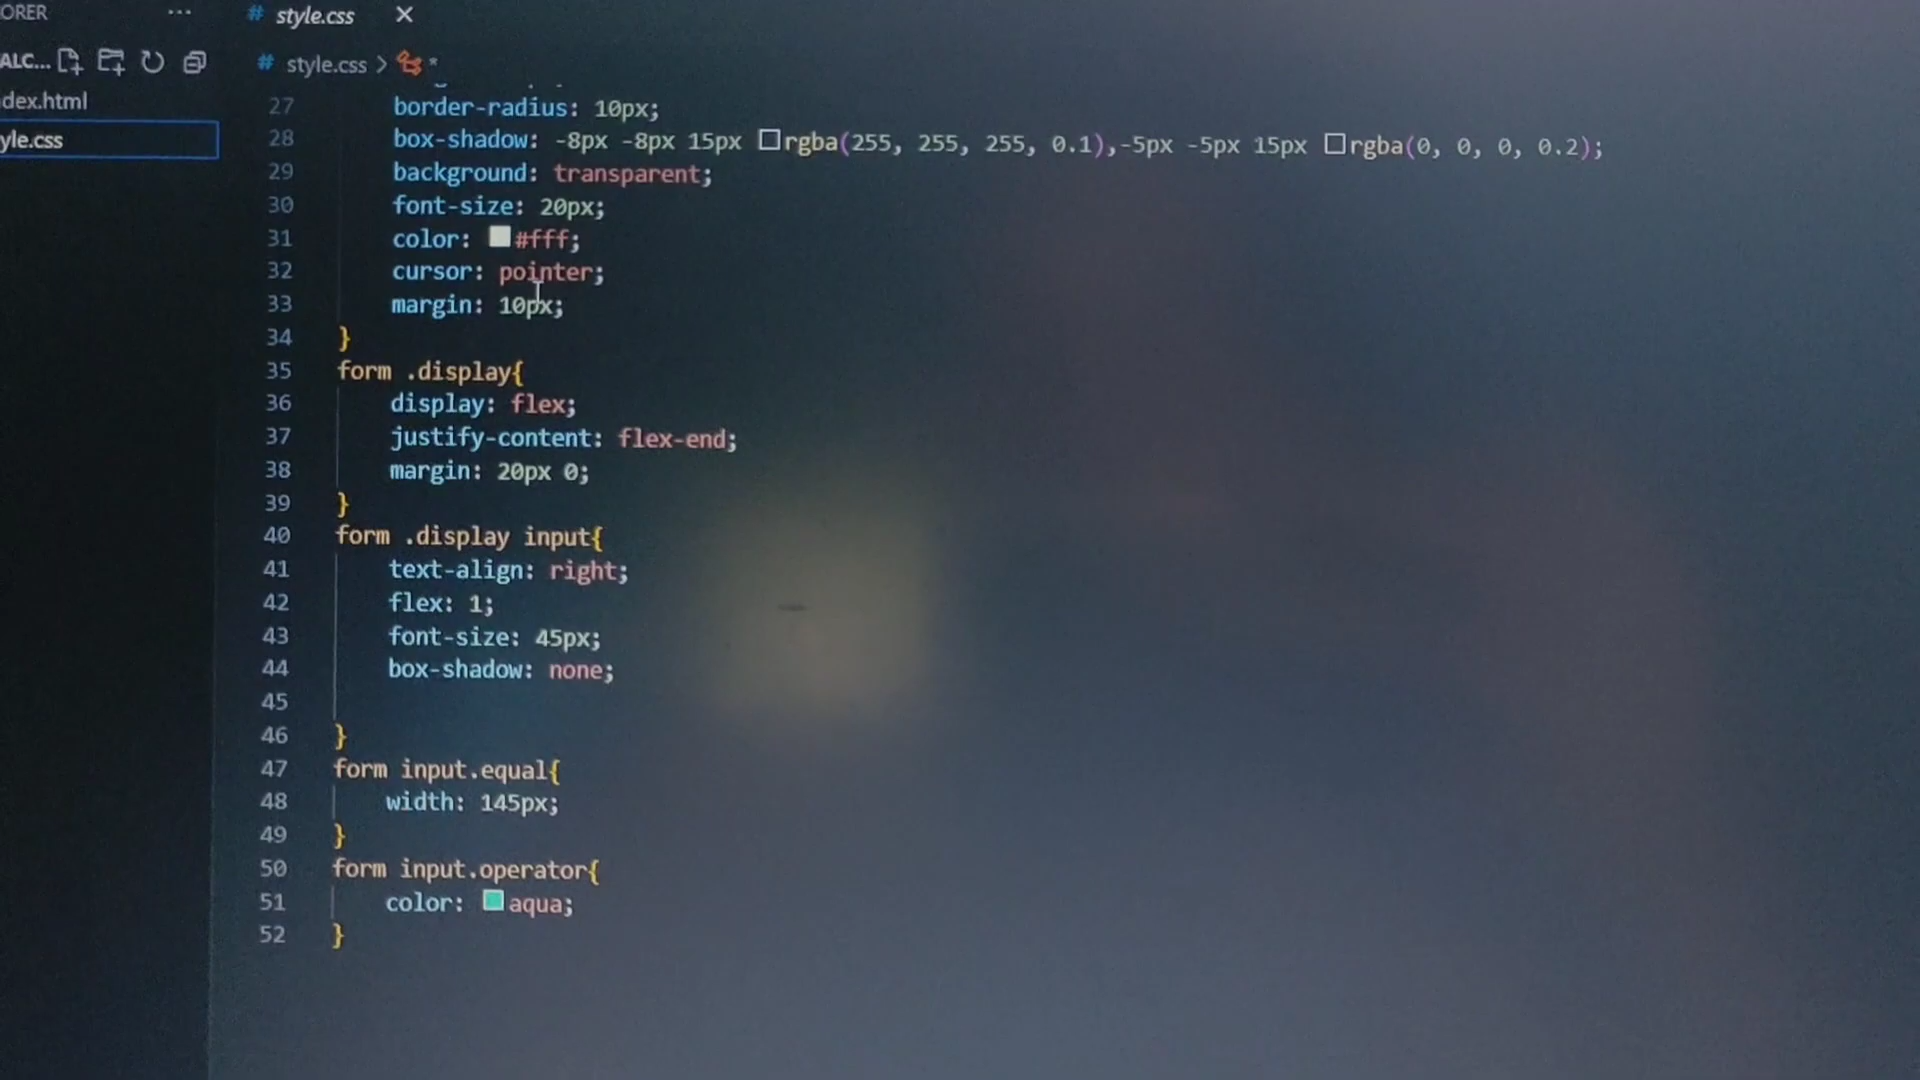 ORER ...
# style.css ×
ALC...
# style.css > *
dex.html
yle.css
27 border-radius: 10px;
28 box-shadow: -8px -8px 15px rgba(255, 255, 255, 0.1),-5px -5px 15px rgba(0, 0, 0, 0.2);
29 background: transparent;
30 font-size: 20px;
31 color: #fff;
32 cursor: pointer;
33 margin: 10px;
34 }
35 form .display{
36 display: flex;
37 justify-content: flex-end;
38 margin: 20px 0;
39 }
40 form .display input{
41 text-align: right;
42 flex: 1;
43 font-size: 45px;
44 box-shadow: none;
45
46 }
47 form input.equal{
48 width: 145px;
49 }
50 form input.operator{
51 color: aqua;
52 }